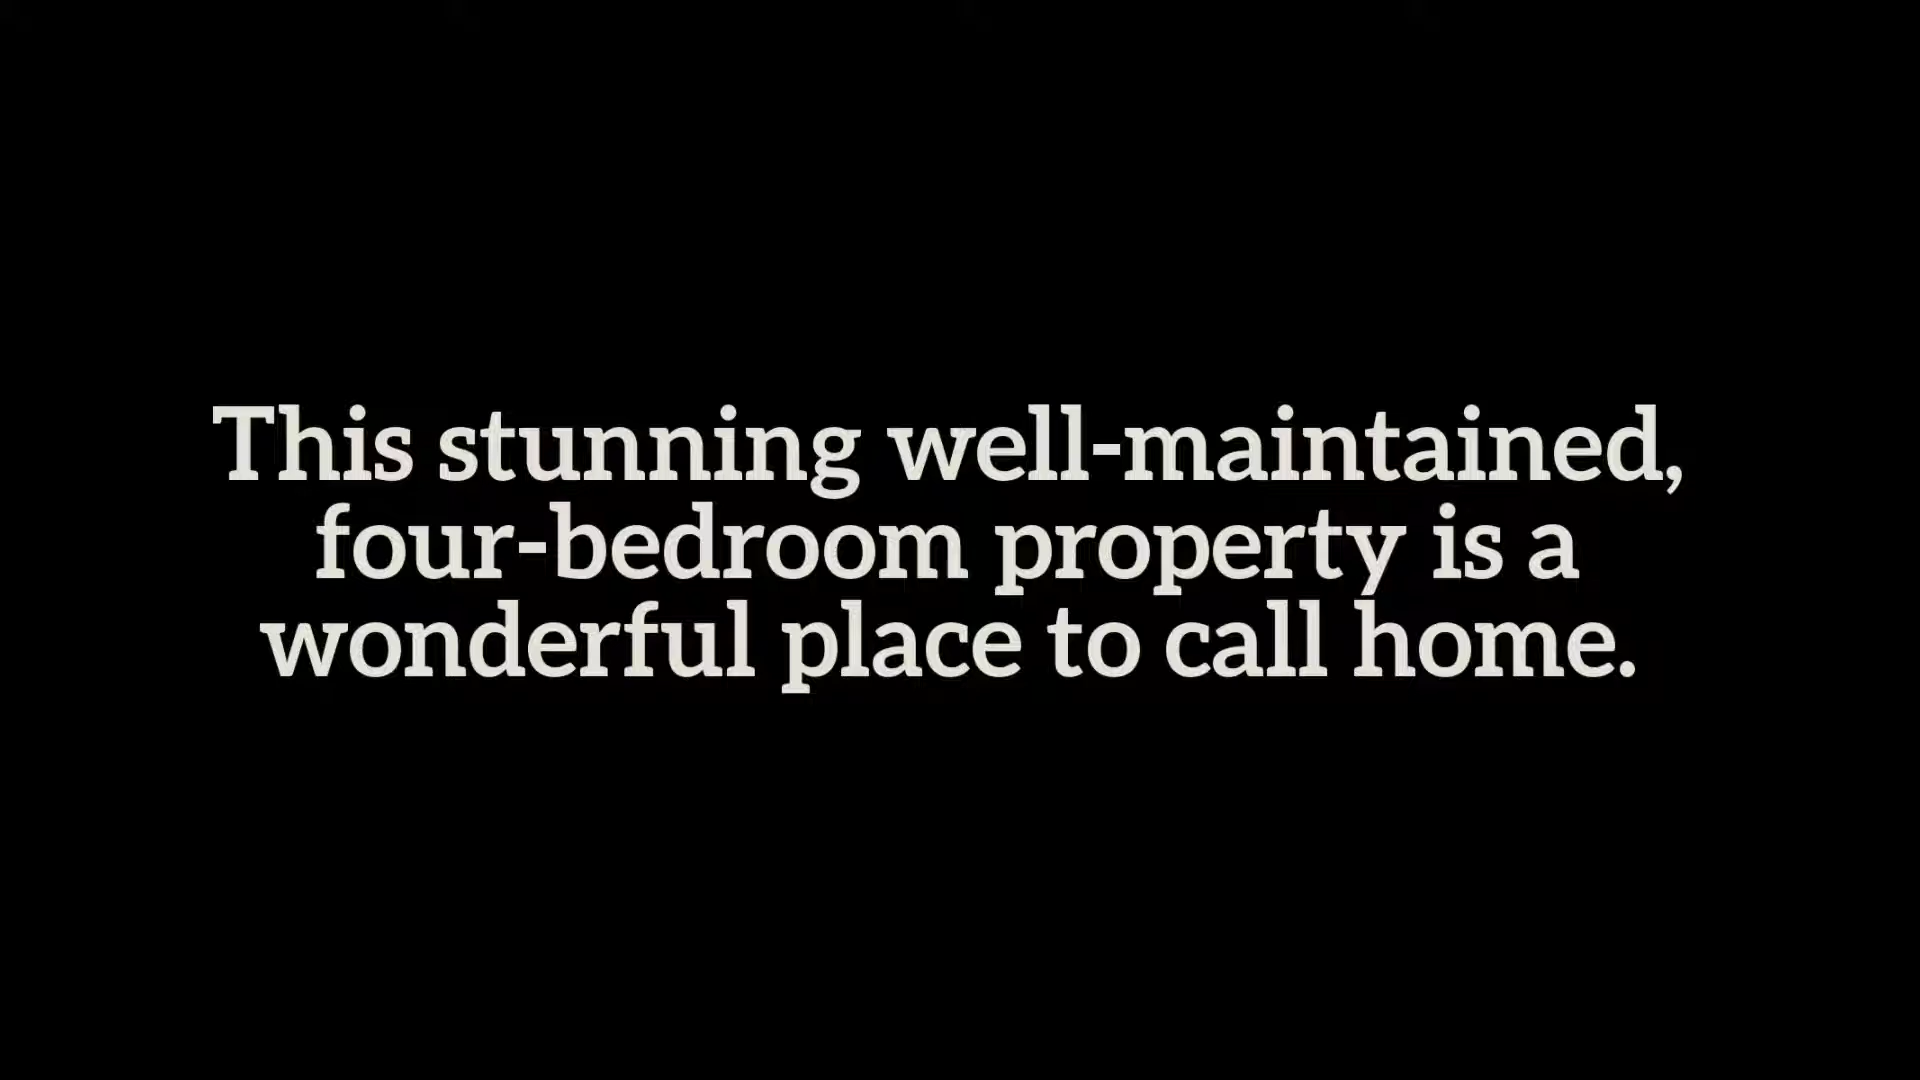 This stunning well-maintained,
four-bedroom property is a
wonderful place to call home.